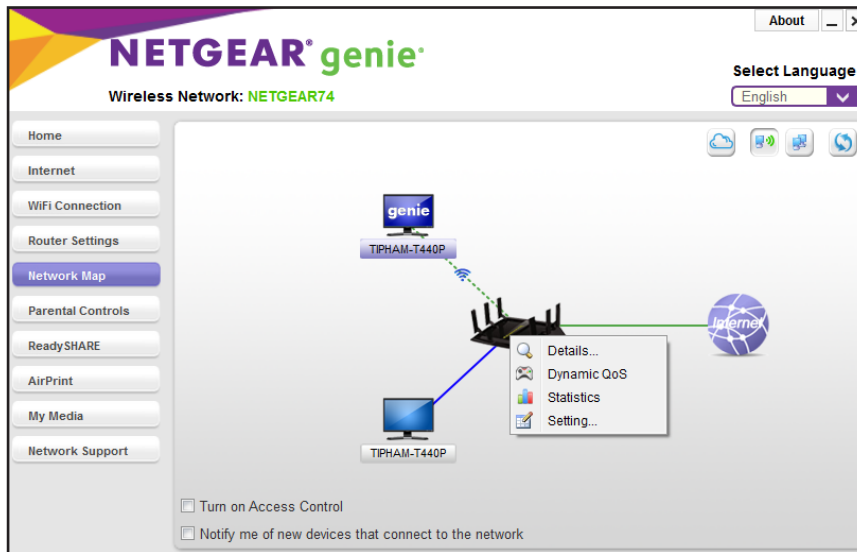 About
NETGEAR® genie®
Select Language
Wireless Network: NETGEAR74
English
Home
Internet
WiFi Connection
Router Settings
Network Map
Parental Controls
ReadySHARE
AirPrint
My Media
Network Support
genie
TIPHAM-T440P
Internet
Details...
Dynamic QoS
Statistics
Setting...
TIPHAM-T440P
Turn on Access Control
Notify me of new devices that connect to the network